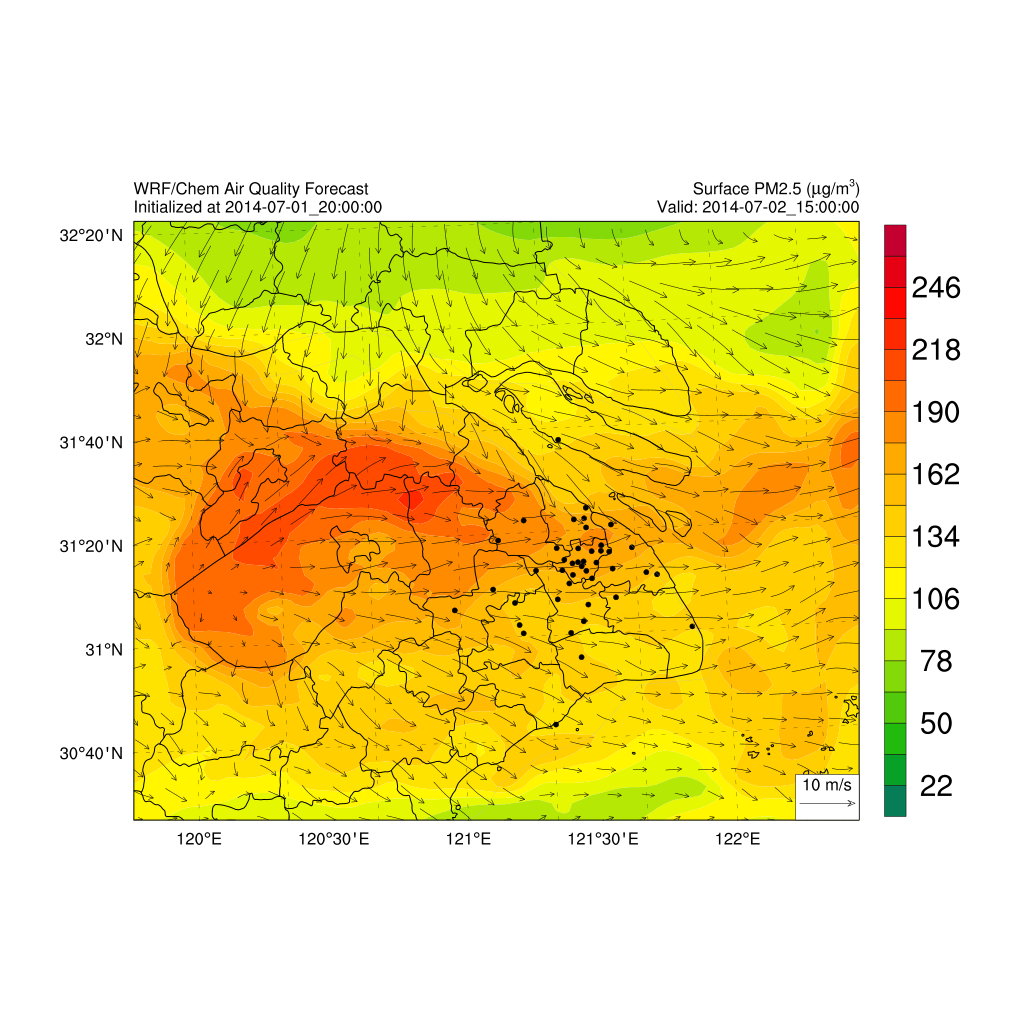 WRF/Chem Air Quality Forecast
Surface PM2.5 (µg/m³)
Initialized at 2014-07-01_20:00:00
Valid: 2014-07-02_15:00:00
32°20'N
32°N
31°40'N
31°20'N
31°N
30°40'N
120°E
120°30'E
121°E
121°30'E
122°E
10 m/s
246
218
190
162
134
106
78
50
22